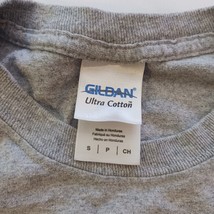 GILDAN
Ultra Cotton®
Made in Honduras
Fabriqué au Honduras
Hecho en Honduras
S | P | CH